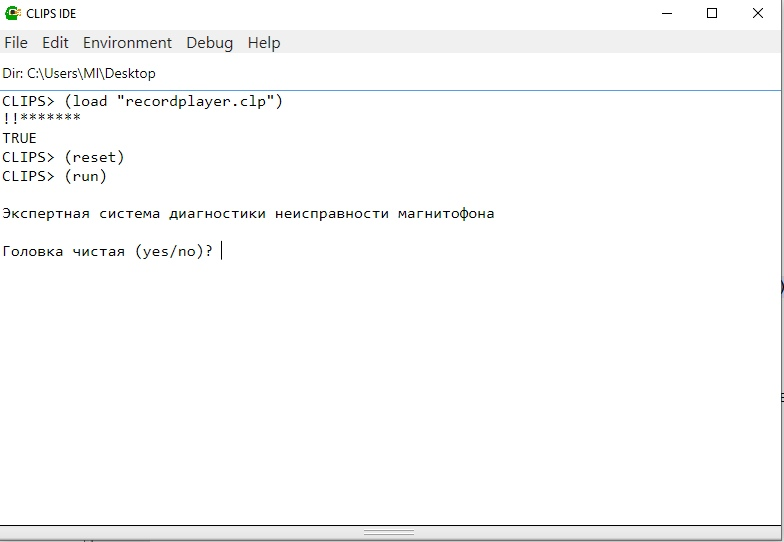 CLIPS IDE
File Edit Environment Debug Help
Dir: C:\Users\MI\Desktop
CLIPS> (load "recordplayer.clp")
!!*******
TRUE
CLIPS> (reset)
CLIPS> (run)
Экспертная система диагностики неисправности магнитофона
Головка чистая (yes/no)?